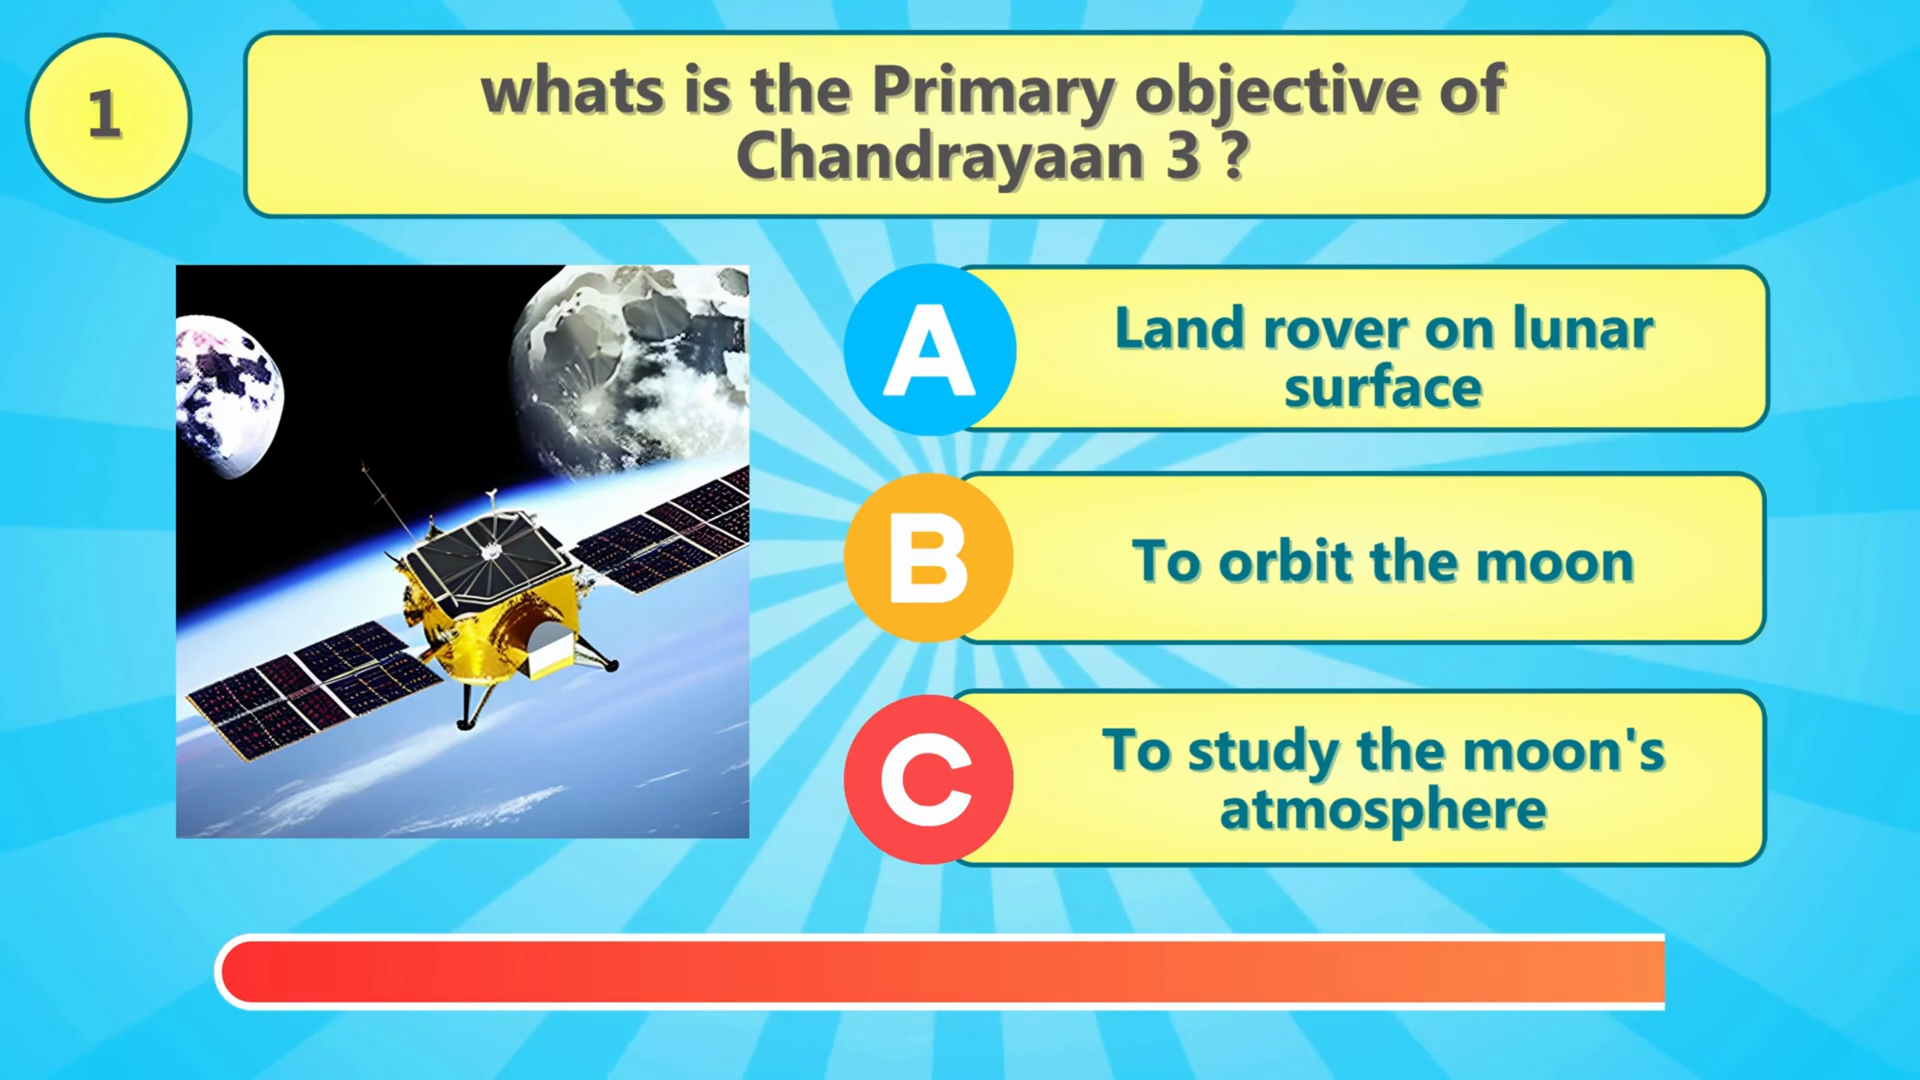 1
whats is the Primary objective of
Chandrayaan 3 ?
A
Land rover on lunar
surface
B
To orbit the moon
C
To study the moon's
atmosphere